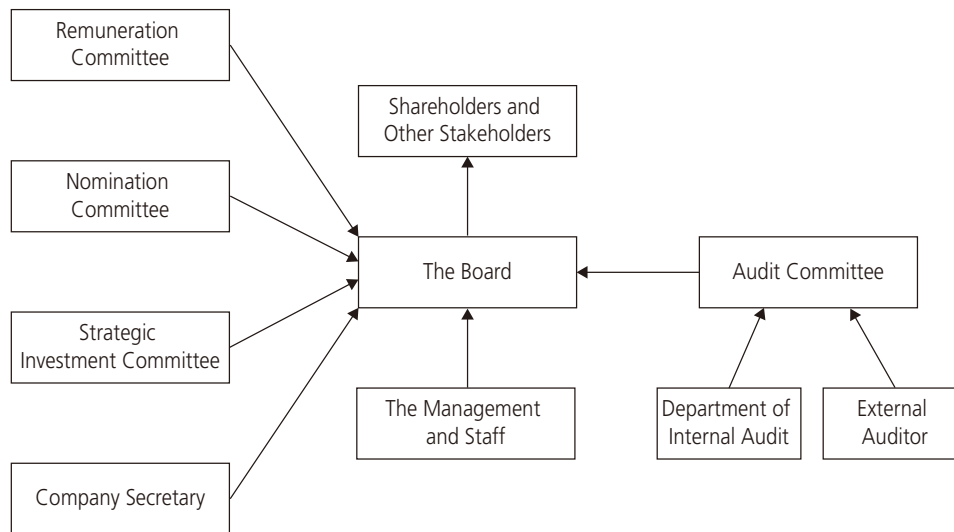 Remuneration
Committee
Shareholders and
Other Stakeholders
Nomination
Committee
The Board
Audit Committee
Strategic
Investment Committee
The Management
and Staff
Department of
Internal Audit
External
Auditor
Company Secretary